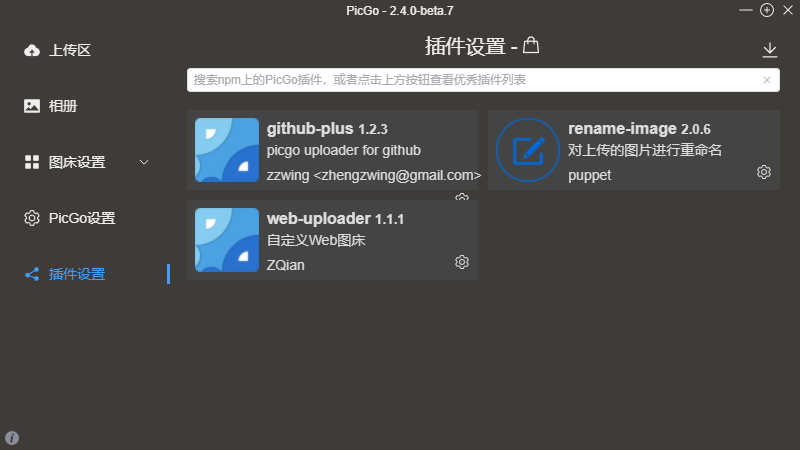 PicGo - 2.4.0-beta.7
上传区
相册
图床设置
PicGo设置
插件设置
插件设置 -
搜索npm上的PicGo插件，或者点击上方按钮查看优秀插件列表
github-plus 1.2.3
picgo uploader for github
zzwing <zhengzwing@gmail.com>
rename-image 2.0.6
对上传的图片进行重命名
puppet
web-uploader 1.1.1
自定义Web图床
ZQian